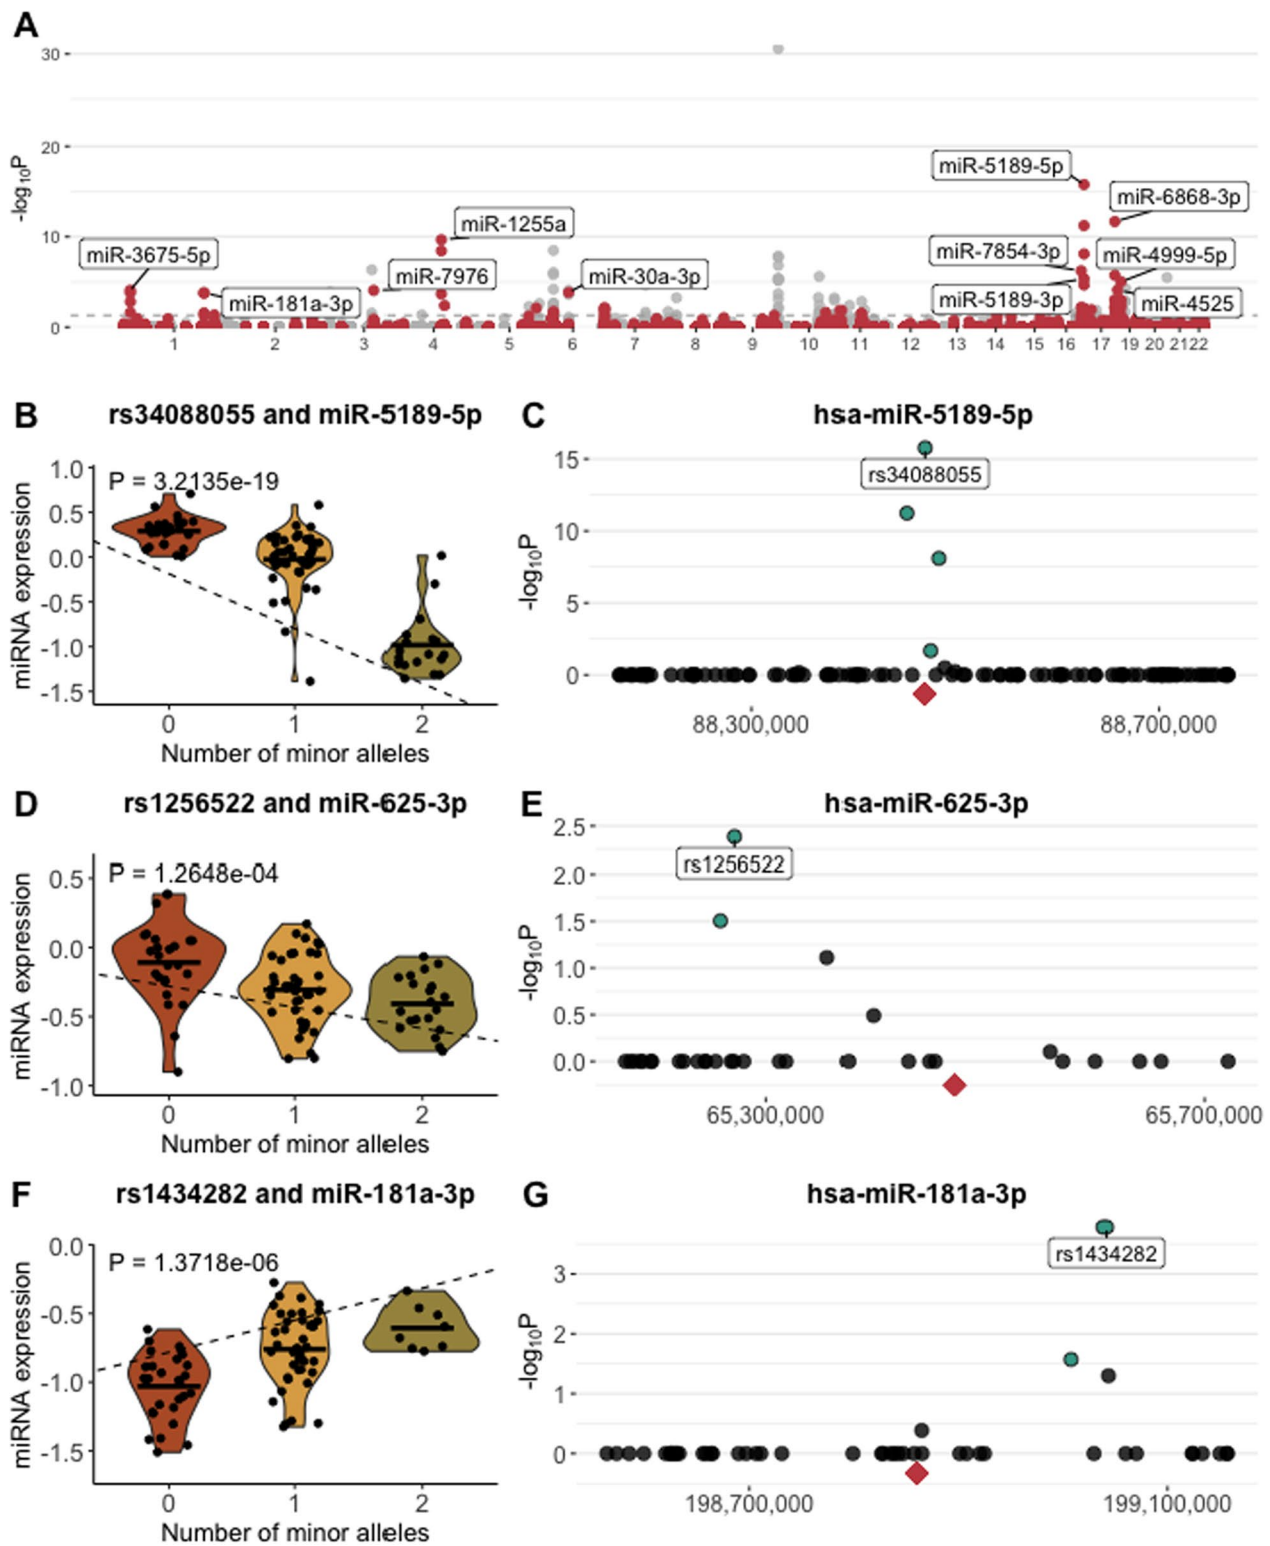 A
-log10P
30
20
10
0
miR-5189-5p
miR-6868-3p
miR-1255a
miR-3675-5p
miR-7854-3p
miR-4999-5p
miR-7976
miR-30a-3p
miR-181a-3p
miR-5189-3p
miR-4525
1 2 3 4 5 6 7 8 9 10 11 12 13 14 15 16 17 19 20 21 22
B
rs34088055 and miR-5189-5p
P = 3.2135e-19
miRNA expression
1.0
0.5
0.0
-0.5
-1.0
-1.5
0 1 2
Number of minor alleles
C
hsa-miR-5189-5p
rs34088055
-log10P
15
10
5
0
88,300,000 88,700,000
D
rs1256522 and miR-625-3p
P = 1.2648e-04
miRNA expression
0.5
0.0
-0.5
-1.0
0 1 2
Number of minor alleles
E
hsa-miR-625-3p
rs1256522
-log10P
2.5
2.0
1.5
1.0
0.5
0.0
65,300,000 65,700,000
F
rs1434282 and miR-181a-3p
P = 1.3718e-06
miRNA expression
0.0
-0.5
-1.0
-1.5
0 1 2
Number of minor alleles
G
hsa-miR-181a-3p
rs1434282
-log10P
3
2
1
0
198,700,000 199,100,000